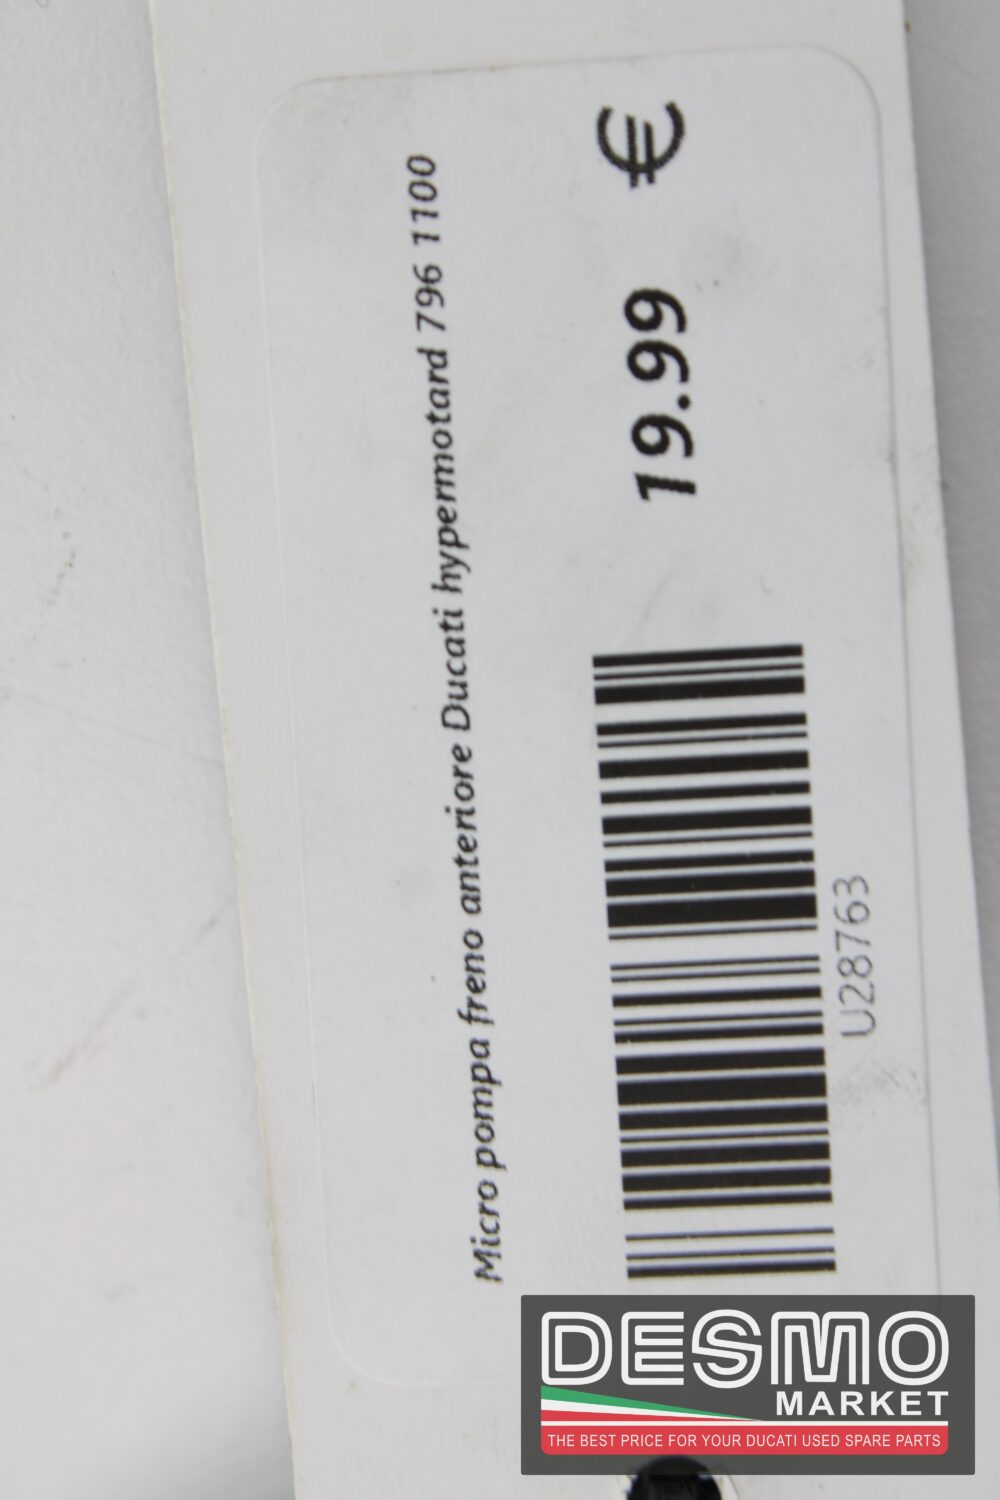 Micro pompa freno anteriore Ducati hypermotard 796 1100
19.99 €
U28763
DESMO
MARKET
THE BEST PRICE FOR YOUR DUCATI USED SPARE PARTS